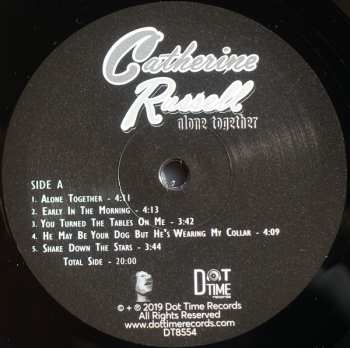 Catherine
Russell
alone together
SIDE A
1. Alone Together - 4:11
2. Early In The Morning - 4:13
3. You Turned The Tables On Me - 3:42
4. He May Be Your Dog But He's Wearing My Collar - 4:09
5. Shake Down The Stars - 3:44
Total Side - 20:00
DOT
TIME
records
© + ℗ 2019 Dot Time Records
All Rights Reserved
www.dottimerecords.com
DT8554